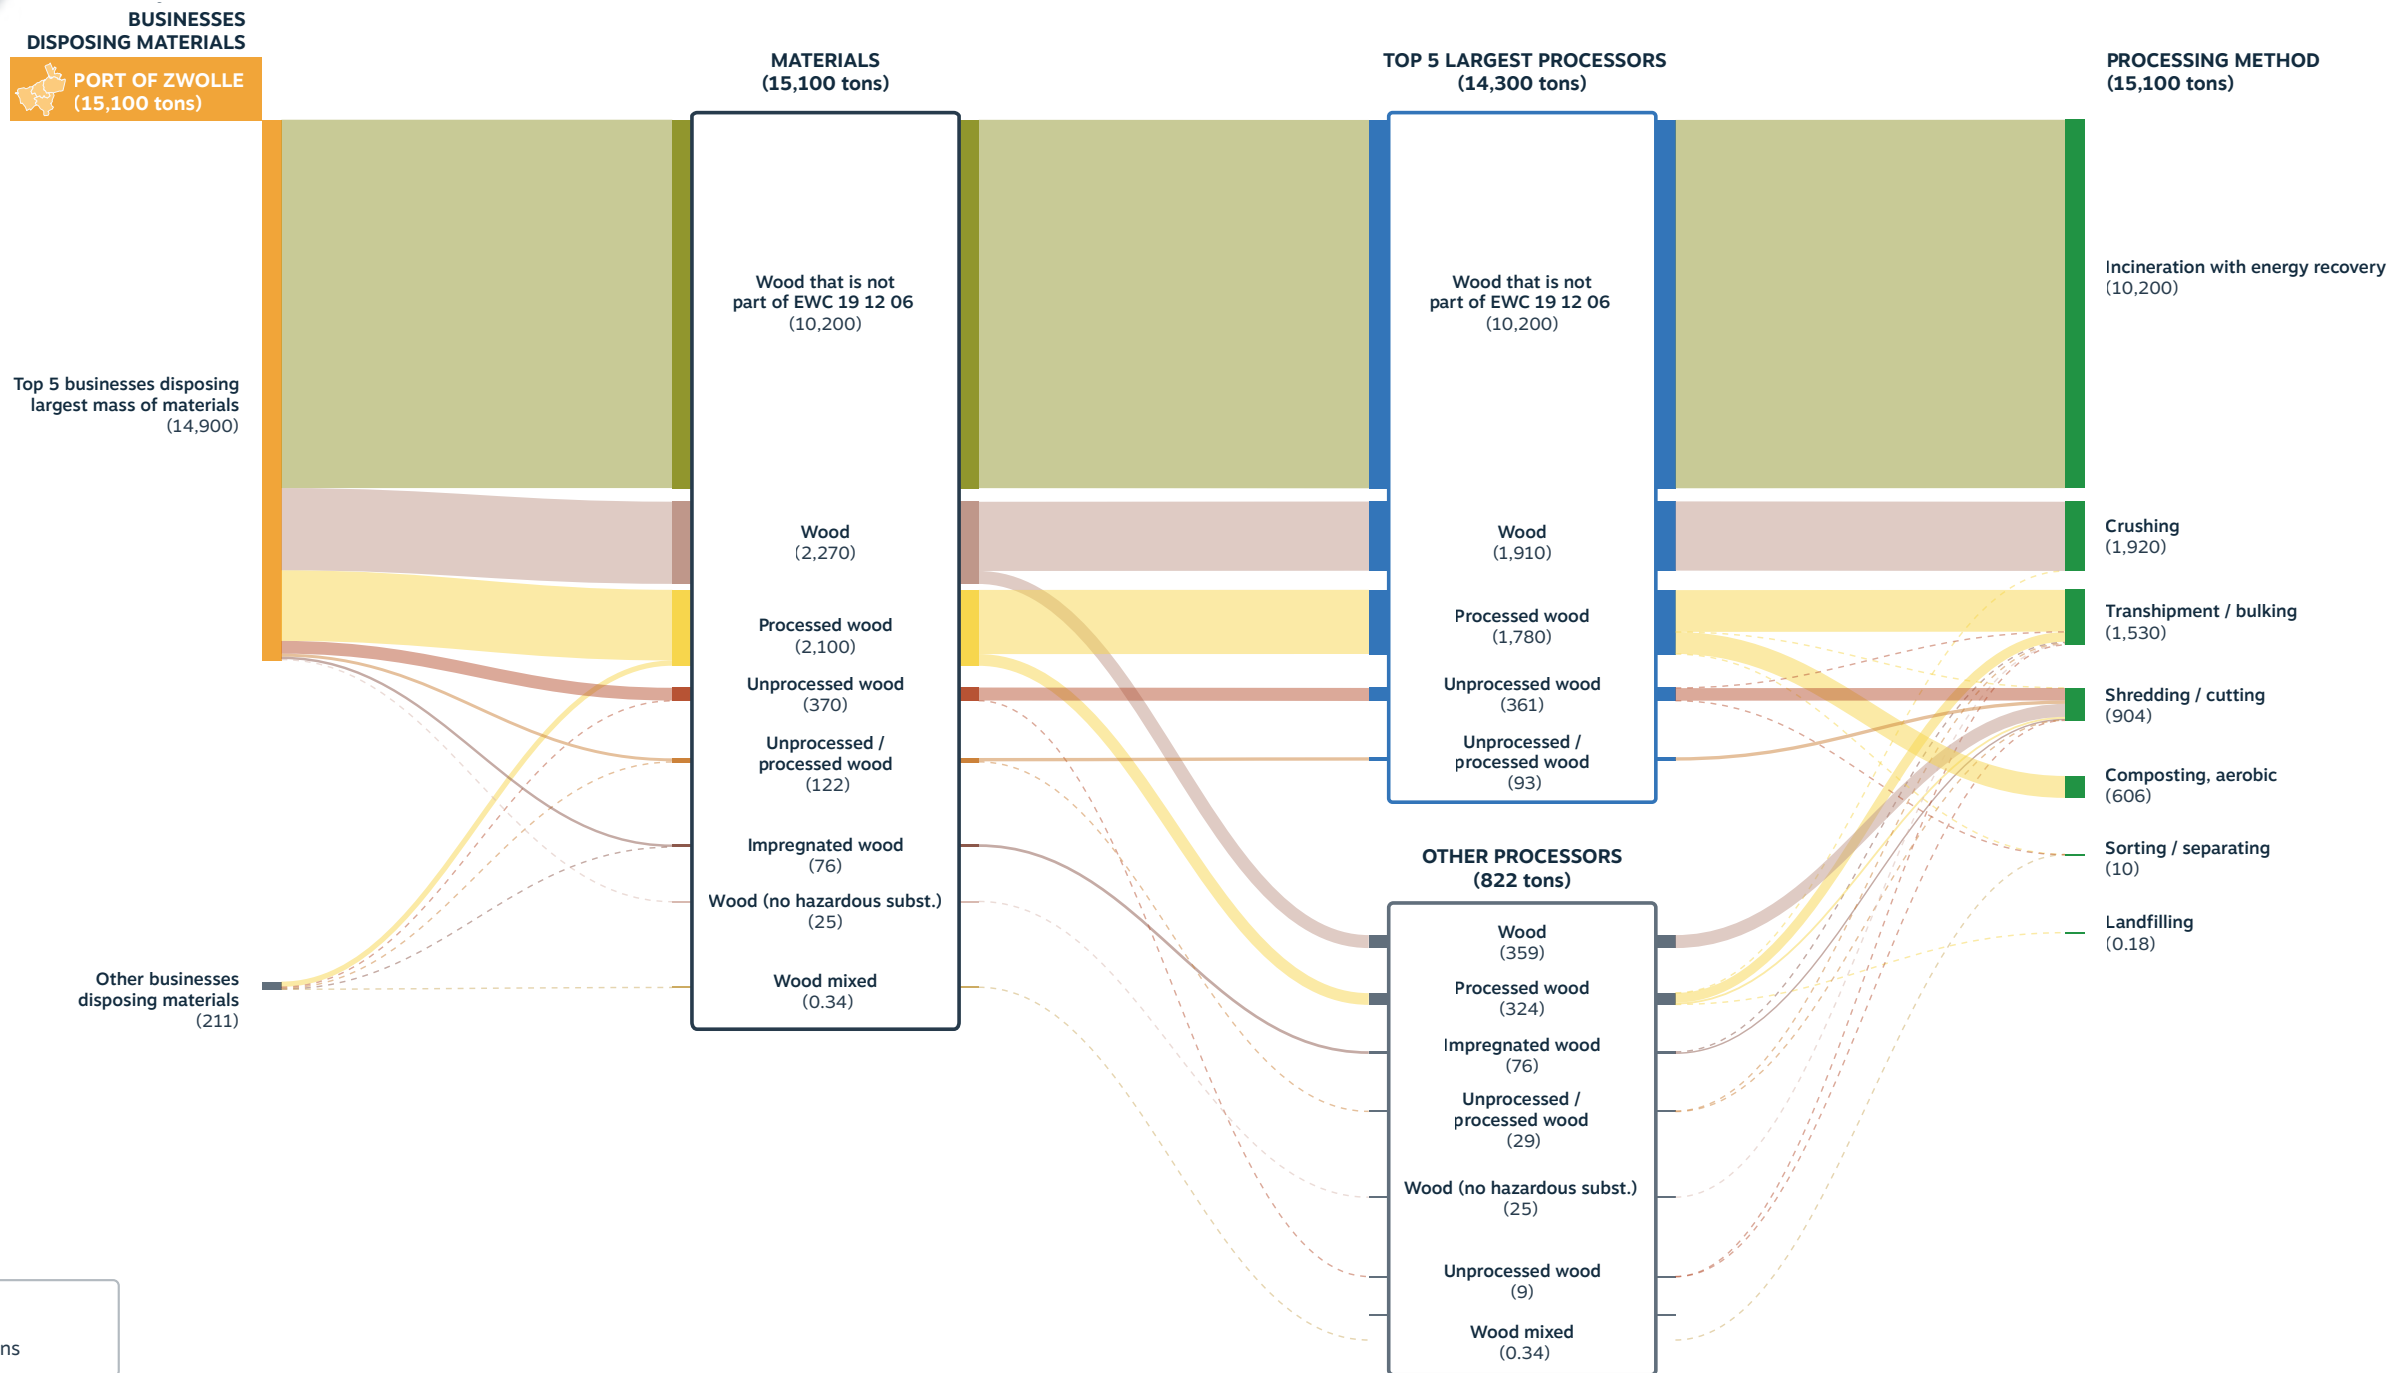 BUSINESSES
DISPOSING MATERIALS
PORT OF ZWOLLE
(15,100 tons)
Top 5 businesses disposing
largest mass of materials
(14,900)
Other businesses
disposing materials
(211)
ns
MATERIALS
(15,100 tons)
Wood that is not
part of EWC 19 12 06
(10,200)
Wood
(2,270)
Processed wood
(2,100)
Unprocessed wood
(370)
Unprocessed /
processed wood
(122)
Impregnated wood
(76)
Wood (no hazardous subst.)
(25)
Wood mixed
(0.34)
TOP 5 LARGEST PROCESSORS
(14,300 tons)
Wood that is not
part of EWC 19 12 06
(10,200)
Wood
(1,910)
Processed wood
(1,780)
Unprocessed wood
(361)
Unprocessed /
processed wood
(93)
OTHER PROCESSORS
(822 tons)
Wood
(359)
Processed wood
(324)
Impregnated wood
(76)
Unprocessed /
processed wood
(29)
Wood (no hazardous subst.)
(25)
Unprocessed wood
(9)
Wood mixed
(0.34)
PROCESSING METHOD
(15,100 tons)
Incineration with energy recovery
(10,200)
Crushing
(1,920)
Transhipment / bulking
(1,530)
Shredding / cutting
(904)
Composting, aerobic
(606)
Sorting / separating
(10)
Landfilling
(0.18)